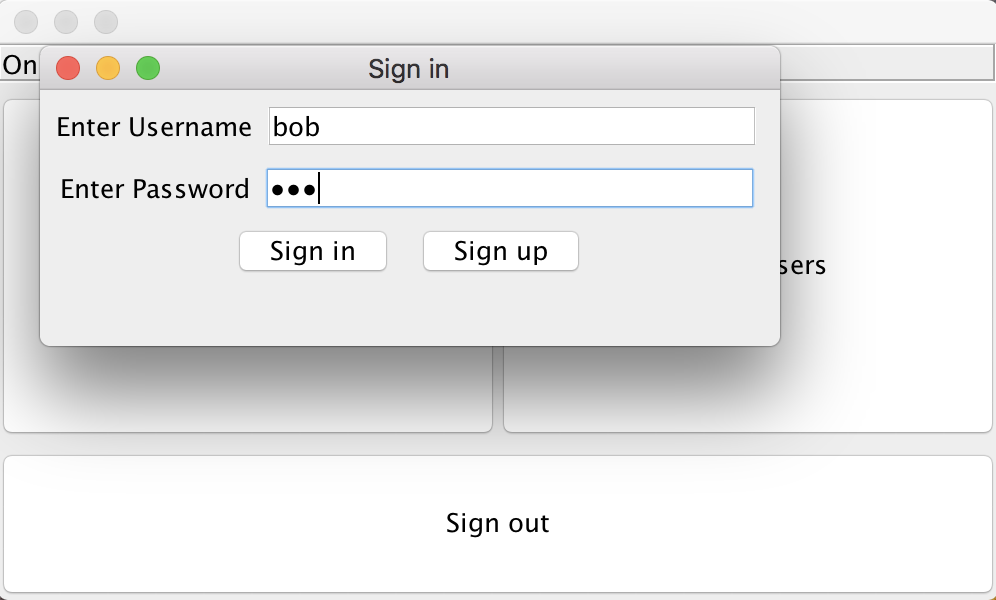 On
Sign in
Enter Username bob
Enter Password •••
Sign in Sign up
sers
Sign out